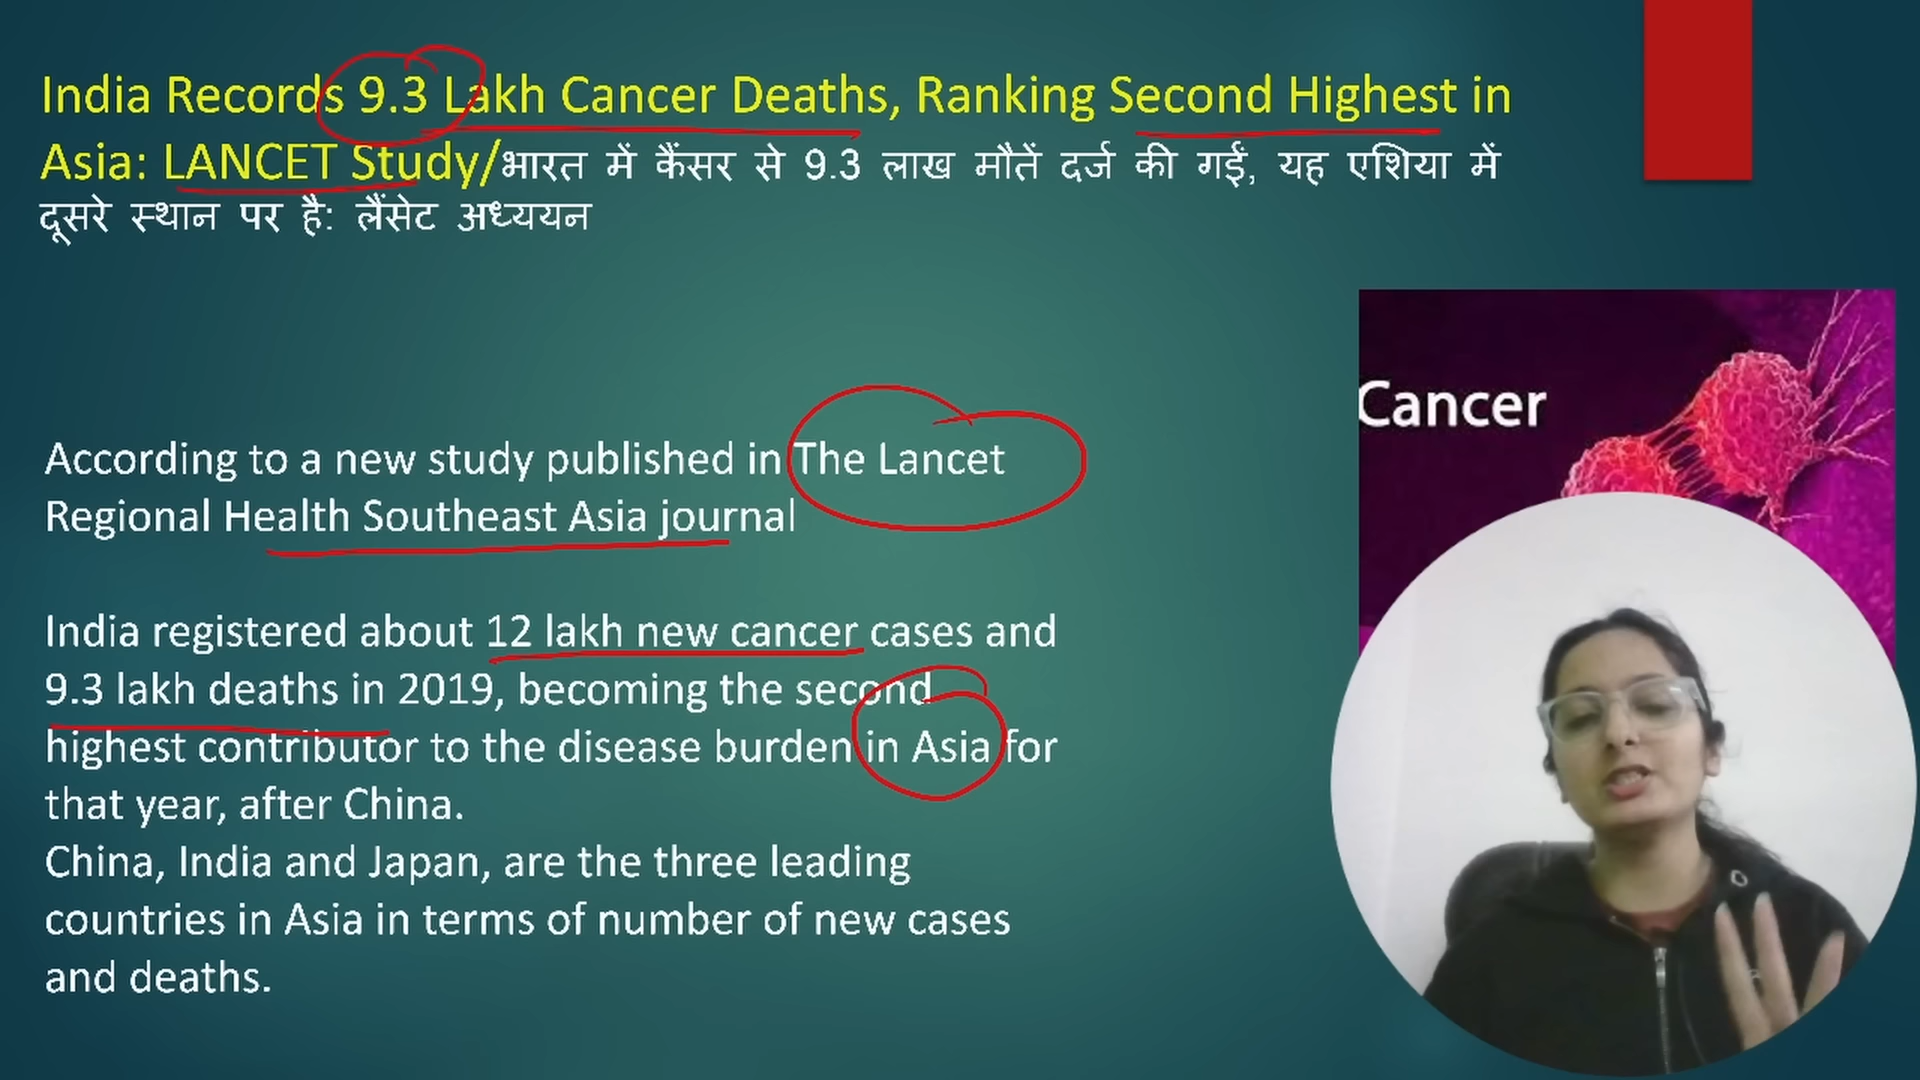 India Records 9.3 Lakh Cancer Deaths, Ranking Second Highest in
Asia: LANCET Study/भारत में कैंसर से 9.3 लाख मौतें दर्ज की गईं, यह एशिया में
दूसरे स्थान पर है: लैंसेट अध्ययन
Cancer
According to a new study published in The Lancet
Regional Health Southeast Asia journal
India registered about 12 lakh new cancer cases and
9.3 lakh deaths in 2019, becoming the second
highest contributor to the disease burden in Asia for
that year, after China.
China, India and Japan, are the three leading
countries in Asia in terms of number of new cases
and deaths.